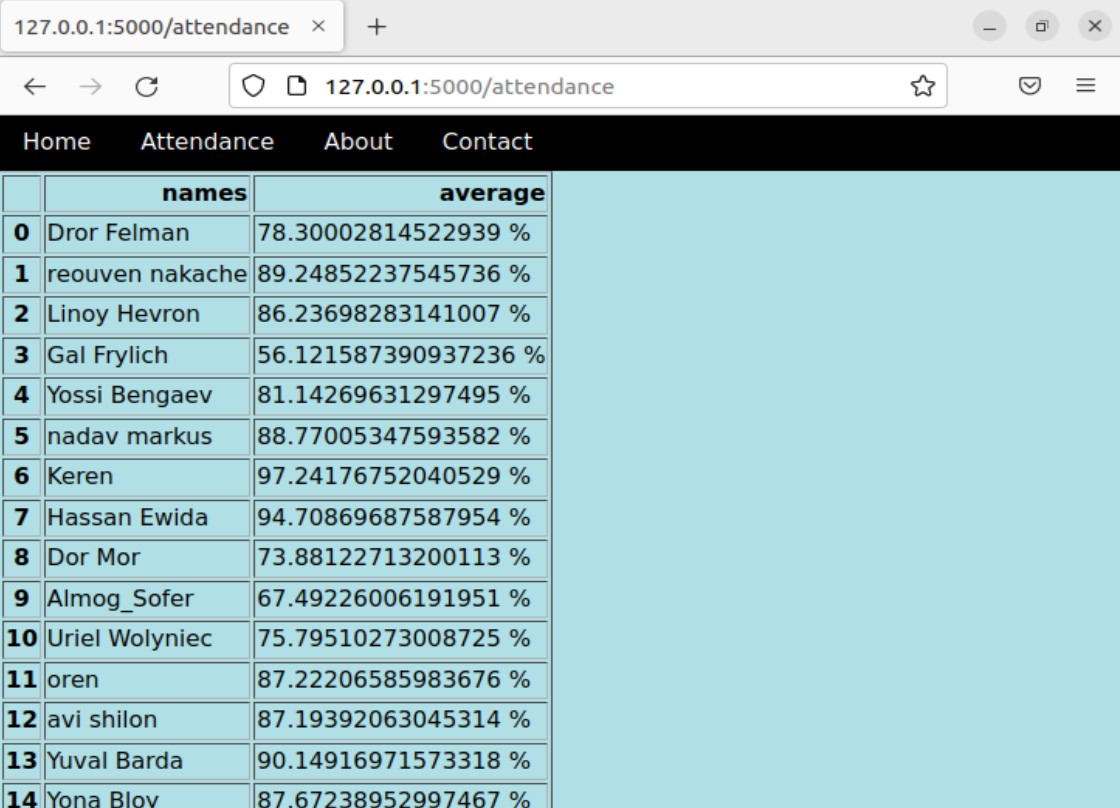 127.0.0.1:5000/attendance
127.0.0.1:5000/attendance
Home Attendance About Contact
names average
0 Dror Felman 78.30002814522939 %
1 reouven nakache 89.24852237545736 %
2 Linoy Hevron 86.23698283141007 %
3 Gal Frylich 56.121587390937236 %
4 Yossi Bengaev 81.14269631297495 %
5 nadav markus 88.77005347593582 %
6 Keren 97.24176752040529 %
7 Hassan Ewida 94.70869687587954 %
8 Dor Mor 73.88122713200113 %
9 Almog_Sofer 67.49226006191951 %
10 Uriel Wolyniec 75.79510273008725 %
11 oren 87.22206585983676 %
12 avi shilon 87.19392063045314 %
13 Yuval Barda 90.14916971573318 %
14 Yona Bloy 87.67238952997467 %